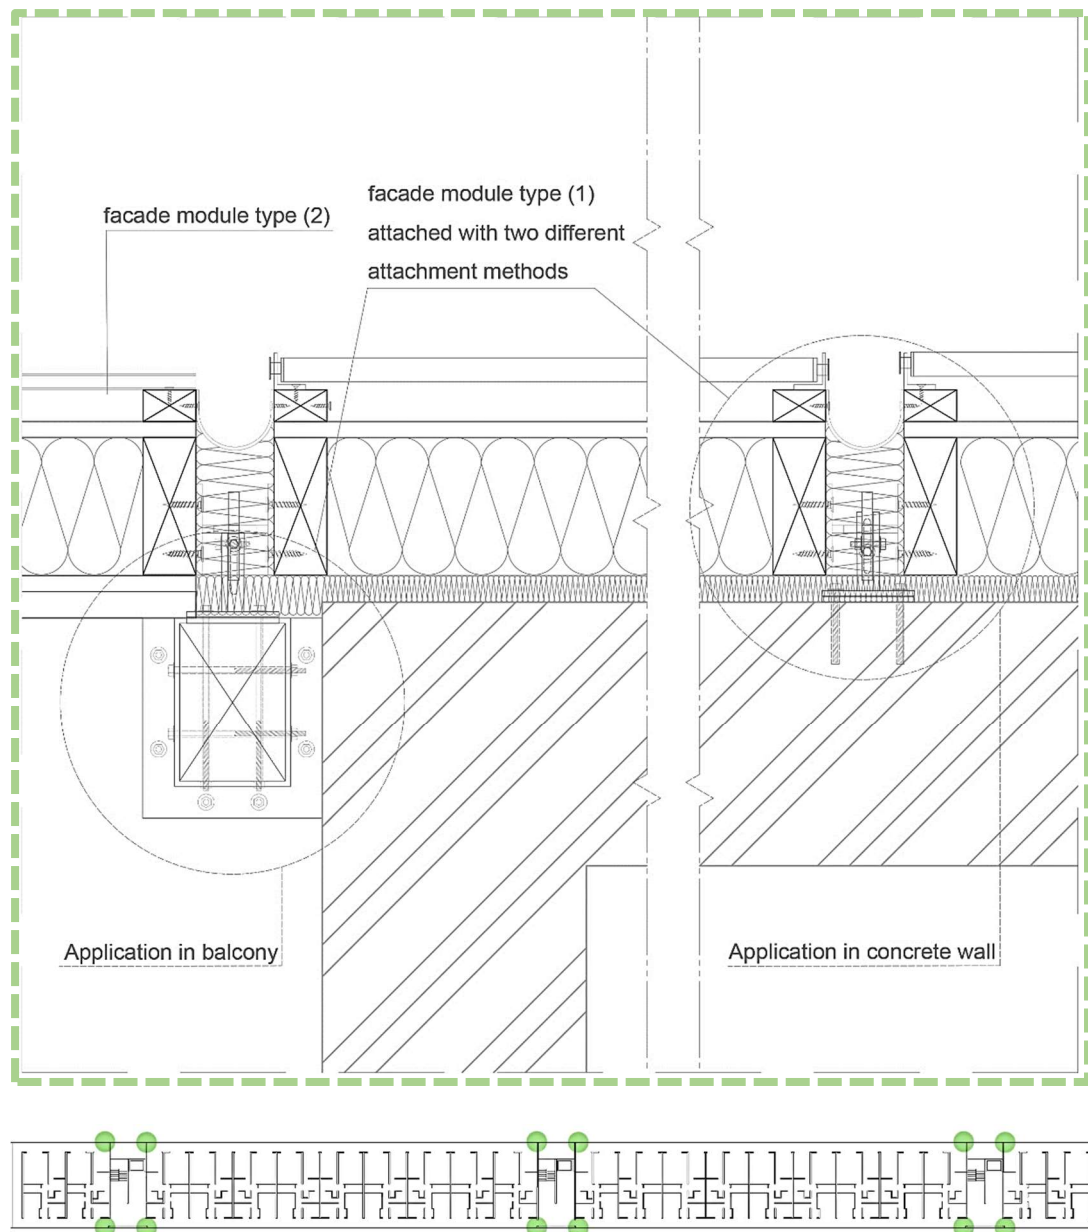 facade module type (1)
facade module type (2)
attached with two different
attachment methods
Application in balcony
Application in concrete wall